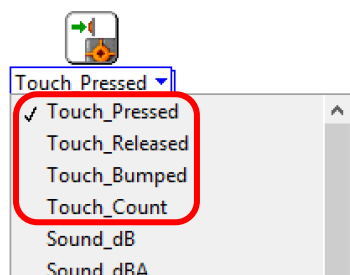 Touch_Pressed
✓ Touch_Pressed
Touch_Released
Touch_Bumped
Touch_Count
Sound_dB
Sound_dBA